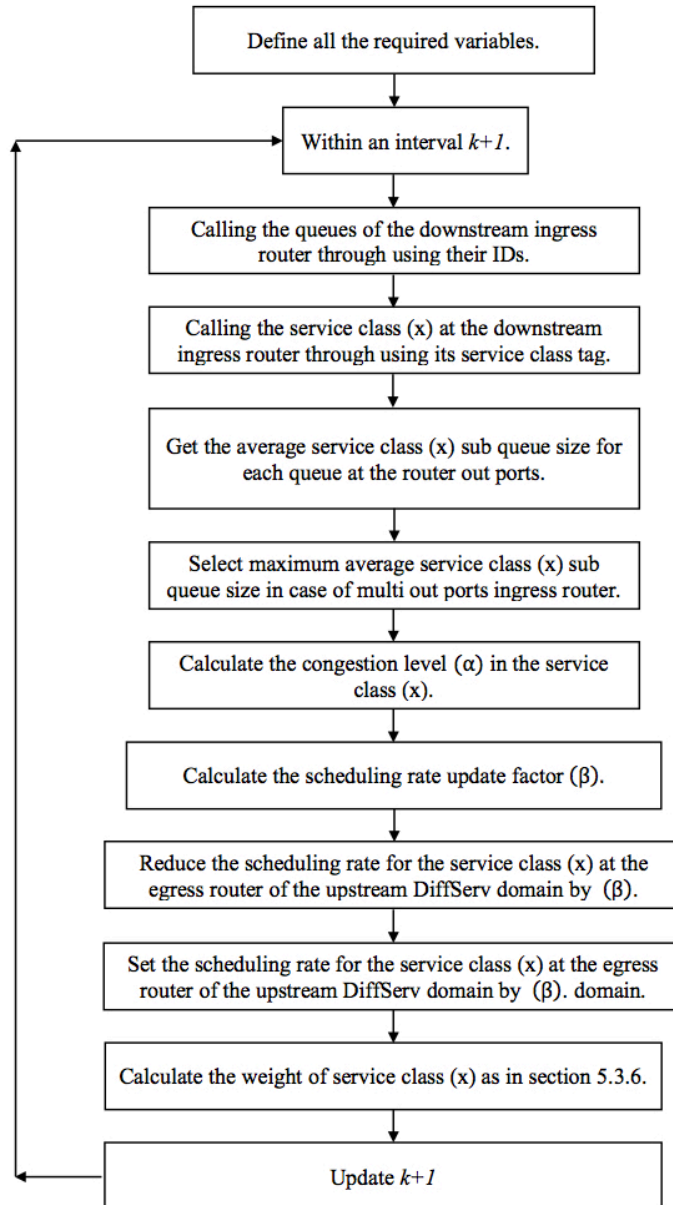 Define all the required variables.
Within an interval k+1.
Calling the queues of the downstream ingress
router through using their IDs.
Calling the service class (x) at the downstream
ingress router through using its service class tag.
Get the average service class (x) sub queue size for
each queue at the router out ports.
Select maximum average service class (x) sub
queue size in case of multi out ports ingress router.
Calculate the congestion level (α) in the service
class (x).
Calculate the scheduling rate update factor (β).
Reduce the scheduling rate for the service class (x) at the
egress router of the upstream DiffServ domain by (β).
Set the scheduling rate for the service class (x) at the egress
router of the upstream DiffServ domain by (β). domain.
Calculate the weight of service class (x) as in section 5.3.6.
Update k+1